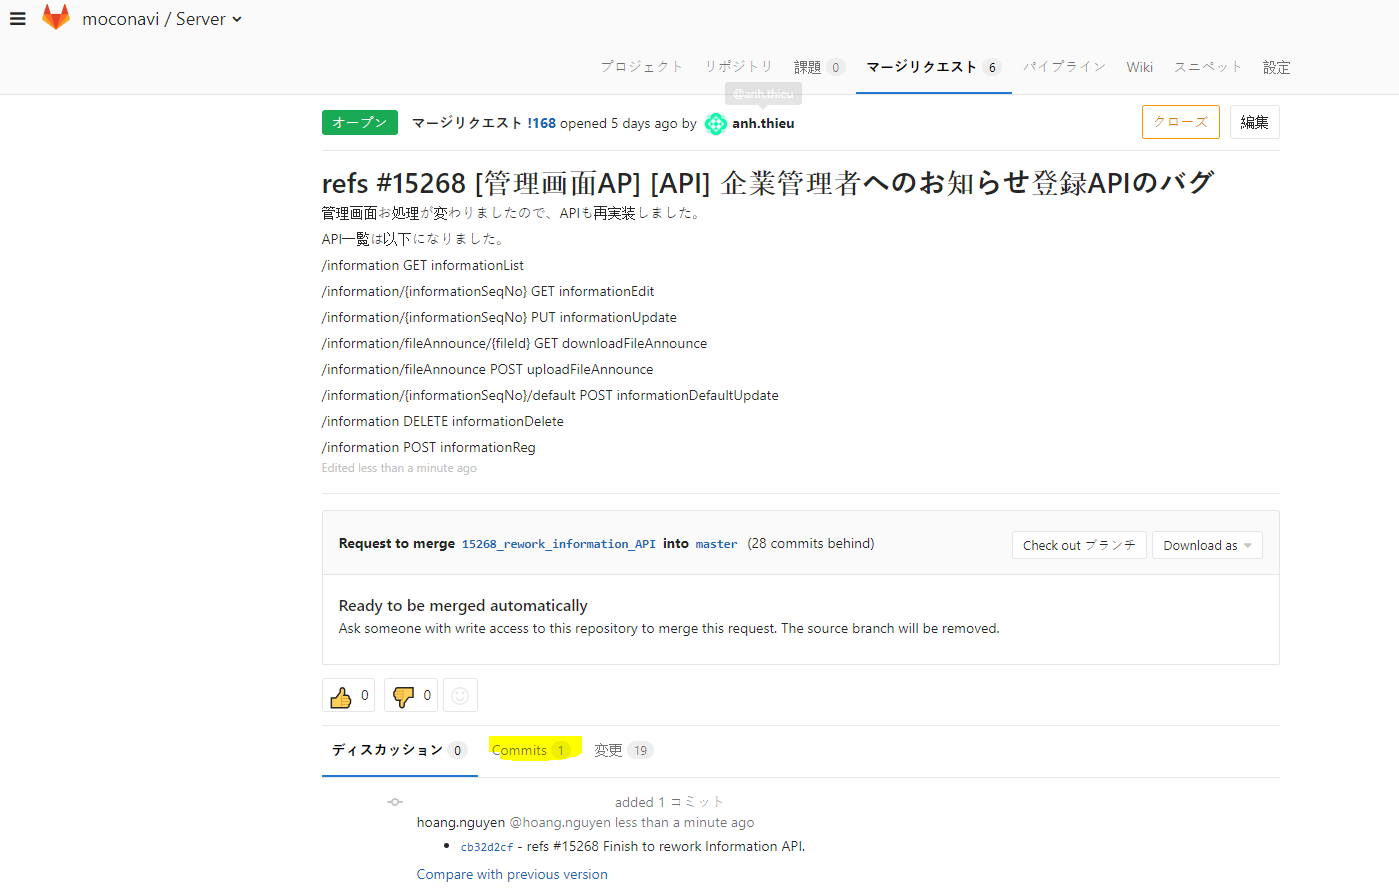 moconavi / Server
プロジェクト リポジトリ 課題 0 マージリクエスト 6 パイプライン Wiki スニペット 設定
@anh.thieu
オープン マージリクエスト !168 opened 5 days ago by anh.thieu クローズ 編集
refs #15268 [管理画面AP] [API] 企業管理者へのお知らせ登録APIのバグ
管理画面お処理が変わりましたので、APIも再実装しました。
API一覧は以下になりました。
/information GET informationList
/information/{informationSeqNo} GET informationEdit
/information/{informationSeqNo} PUT informationUpdate
/information/fileAnnounce/{fileId} GET downloadFileAnnounce
/information/fileAnnounce POST uploadFileAnnounce
/information/{informationSeqNo}/default POST informationDefaultUpdate
/information DELETE informationDelete
/information POST informationReg
Edited less than a minute ago
Request to merge 15268_rework_information_API into master (28 commits behind) Check out ブランチ Download as
Ready to be merged automatically
Ask someone with write access to this repository to merge this request. The source branch will be removed.
0 0
ディスカッション 0 Commits 1 変更 19
added 1 コミット
hoang.nguyen @hoang.nguyen less than a minute ago
cb32d2cf - refs #15268 Finish to rework Information API.
Compare with previous version